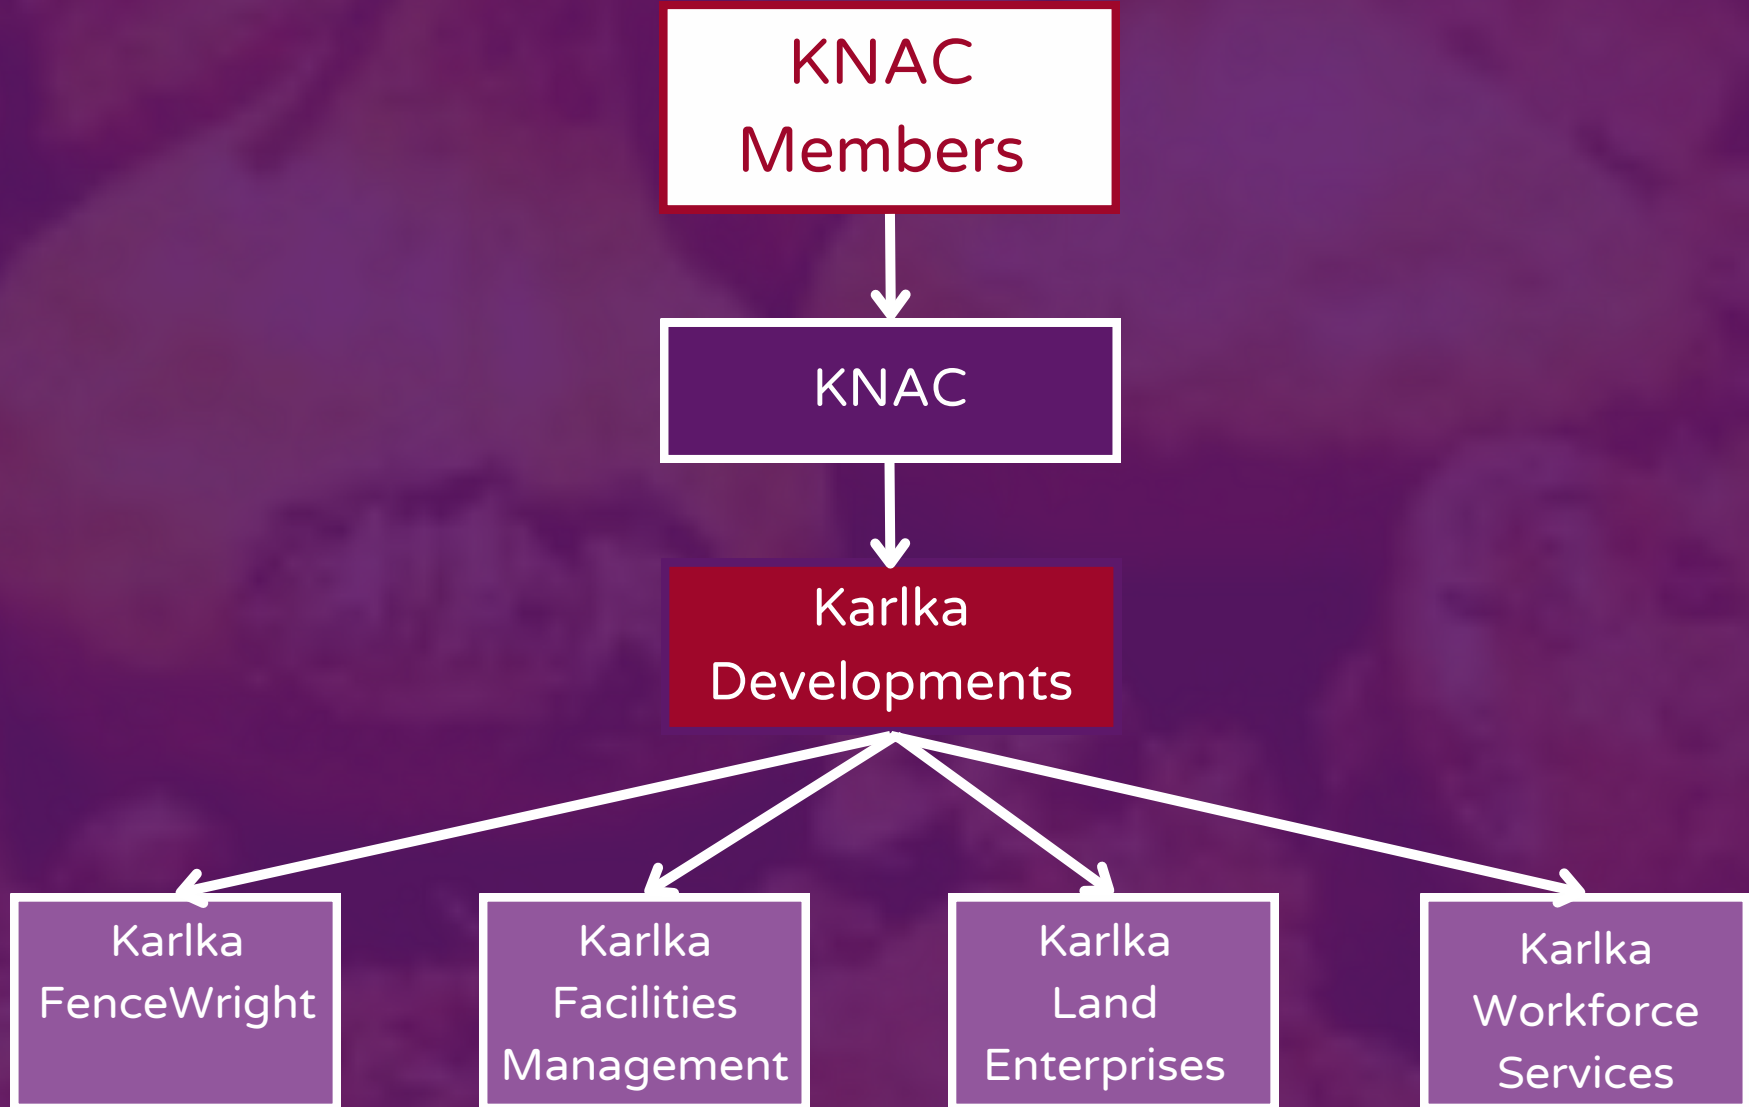 KNAC
Members
KNAC
Karlka
Developments
Karlka
FenceWright
Karlka
Facilities
Management
Karlka
Land
Enterprises
Karlka
Workforce
Services